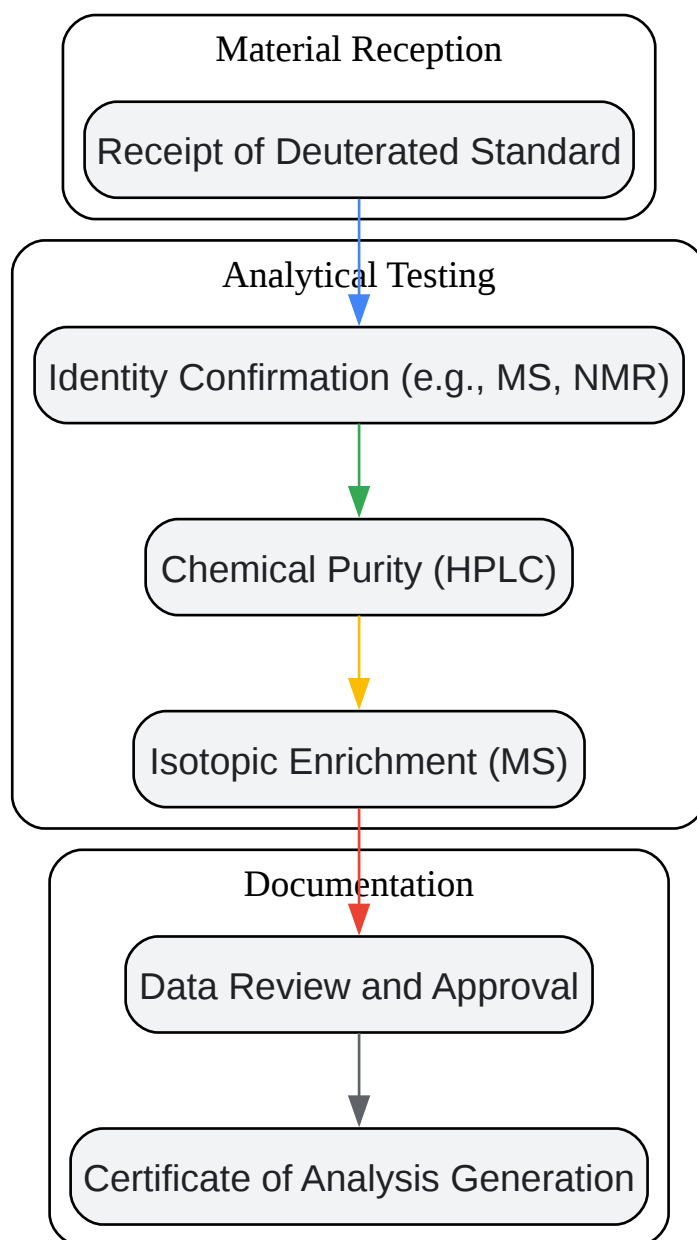 Material Reception
Receipt of Deuterated Standard
Analytical Testing
Identity Confirmation (e.g., MS, NMR)
Chemical Purity (HPLC)
Isotopic Enrichment (MS)
Documentation
Data Review and Approval
Certificate of Analysis Generation